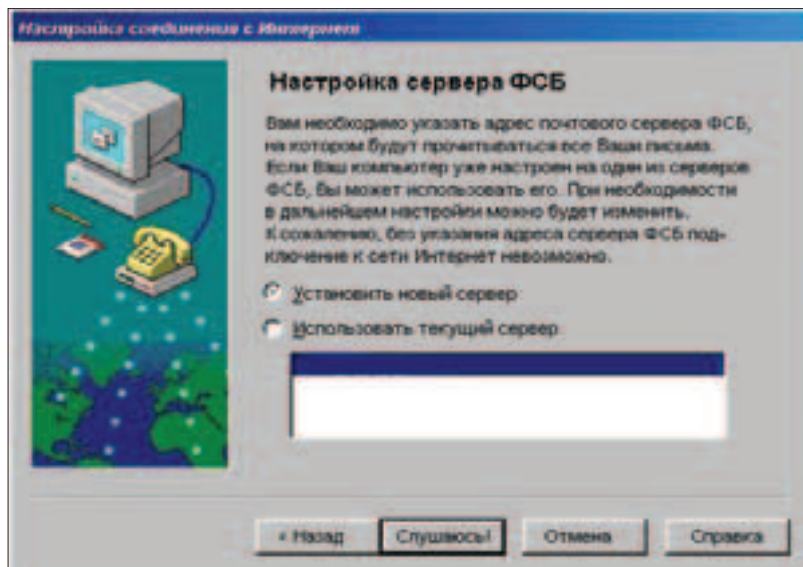 Настройка соединения с Интернет
Настройка сервера ФСБ
Вам необходимо указать адрес почтового сервера ФСБ,
на котором будут прочитываться все Ваши письма.
Если Ваш компьютер уже настроен на один из серверов
ФСБ, Вы может использовать его. При необходимости
в дальнейшем настройки можно будет изменить.
К сожалению, без указания адреса сервера ФСБ под-
ключение к сети Интернет невозможно.
Установить новый сервер
Использовать текущий сервер
< Назад Слушаюсь! Отмена Справка